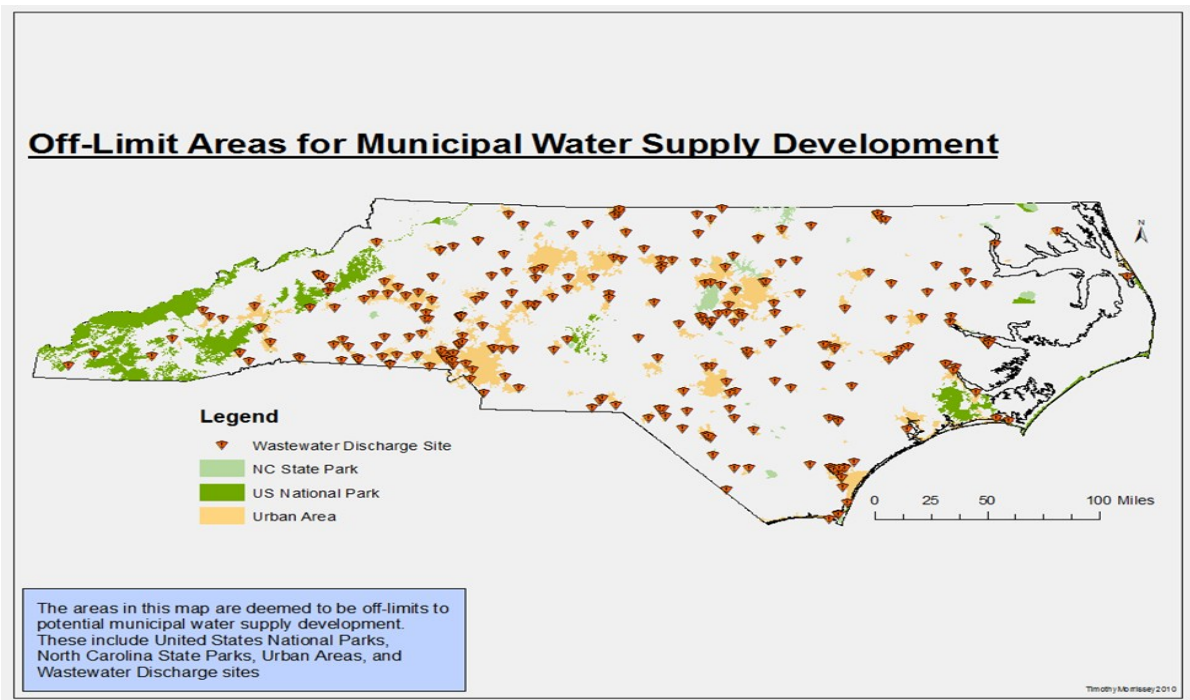 Off-Limit Areas for Municipal Water Supply Development
N
Legend
Wastewater Discharge Site
NC State Park
US National Park
Urban Area
0 25 50 100 Miles
The areas in this map are deemed to be off-limits to
potential municipal water supply development.
These include United States National Parks,
North Carolina State Parks, Urban Areas, and
Wastewater Discharge sites
Timothy Morrissey 2010